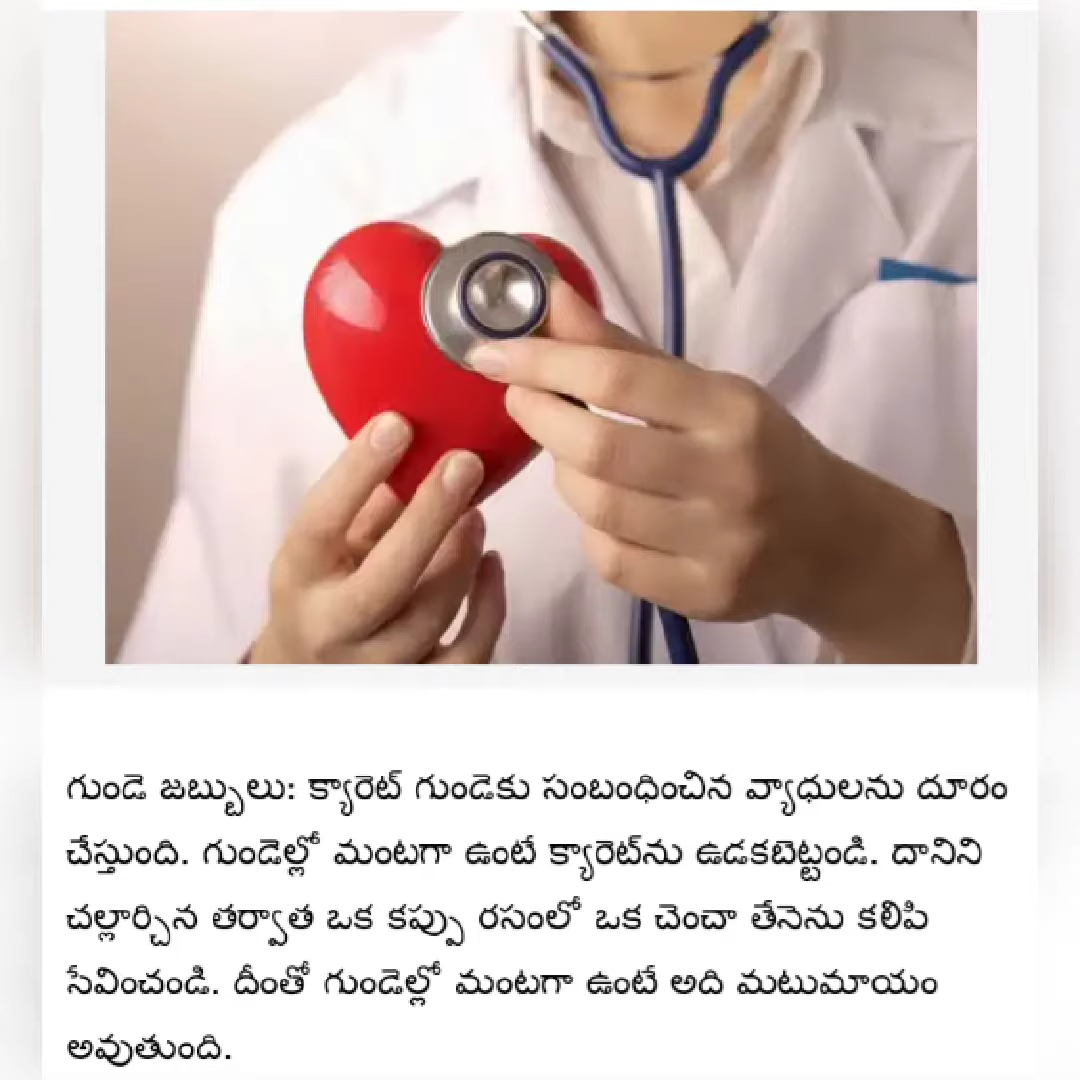 గుండె జబ్బులు: క్యారెట్ గుండెకు సంబంధించిన వ్యాధులను దూరం
చేస్తుంది. గుండెల్లో మంటగా ఉంటే క్యారెట్‌ను ఉడకబెట్టండి. దానిని
చల్లార్చిన తర్వాత ఒక కప్పు రసంలో ఒక చెంచా తేనెను కలిపి
సేవించండి. దీంతో గుండెల్లో మంటగా ఉంటే అది మటుమాయం
అవుతుంది.